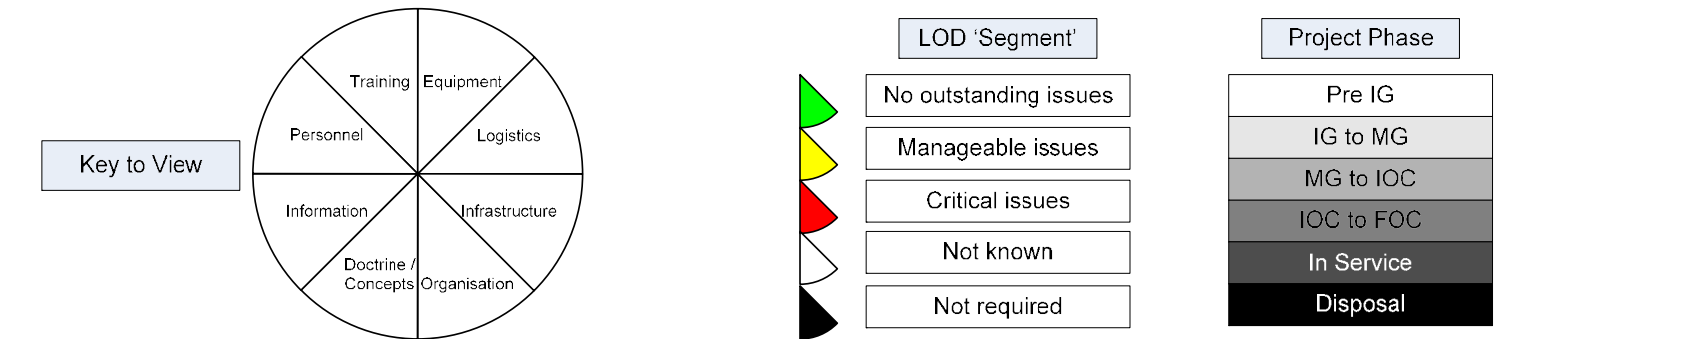 Key to View
Training
Equipment
Personnel
Logistics
Information
Infrastructure
Doctrine /
Concepts
Organisation
LOD ‘Segment’
No outstanding issues
Manageable issues
Critical issues
Not known
Not required
Project Phase
Pre IG
IG to MG
MG to IOC
IOC to FOC
In Service
Disposal